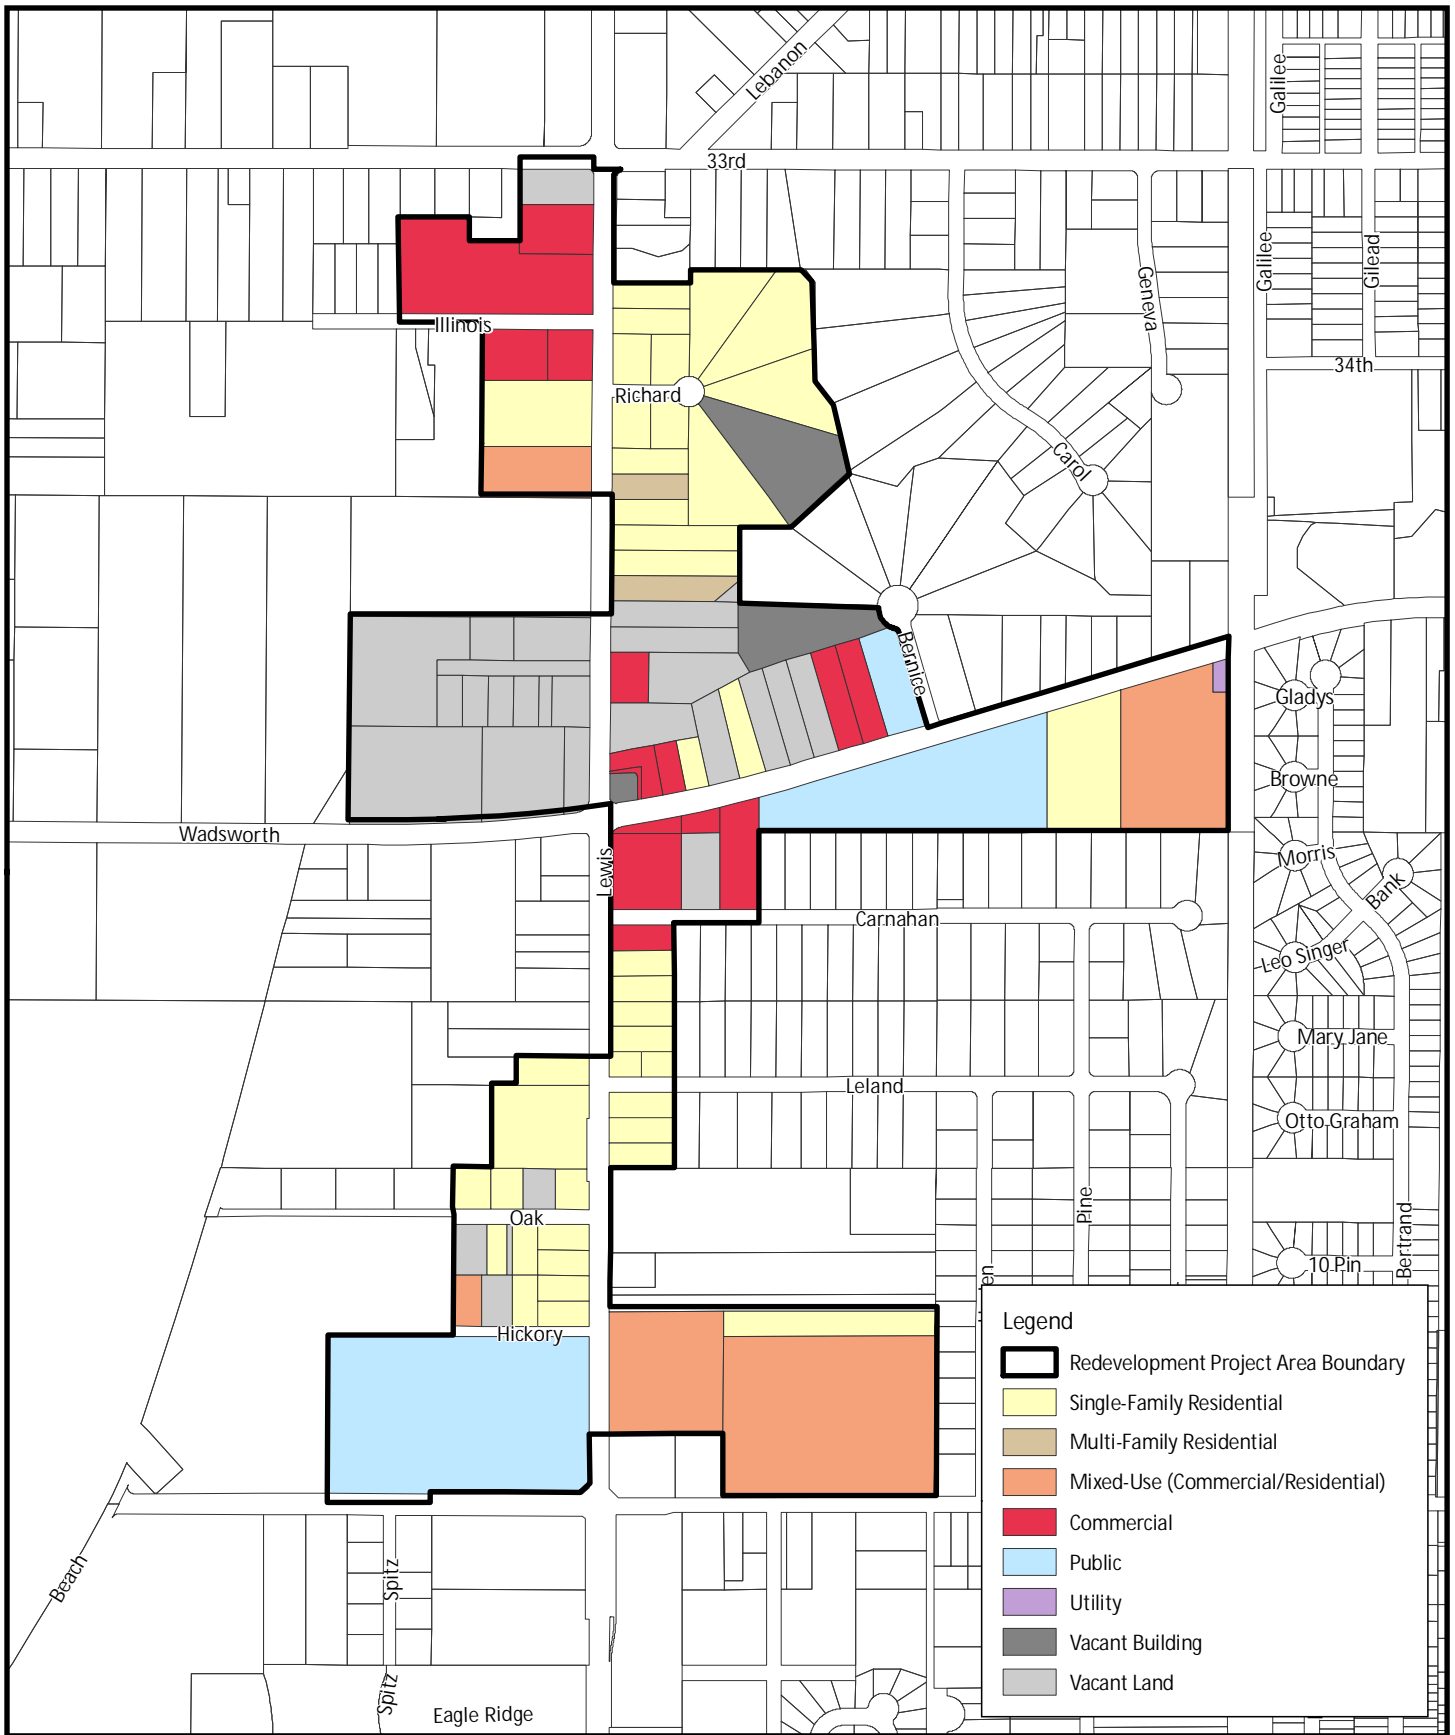 Lebanon
Galilee
33rd
Galilee
Gilead
Geneva
Illinois
34th
Richard
Carol
Bernice
Gladys
Browne
Wadsworth
Lewis
Morris
Bank
Carnahan
Leo Singer
Mary Jane
Leland
Otto Graham
Pine
Oak
Bertrand
10 Pin
en
Hickory
Legend
Redevelopment Project Area Boundary
Single-Family Residential
Multi-Family Residential
Mixed-Use (Commercial/Residential)
Commercial
Public
Utility
Vacant Building
Vacant Land
Beach
Spitz
Spitz
Eagle Ridge